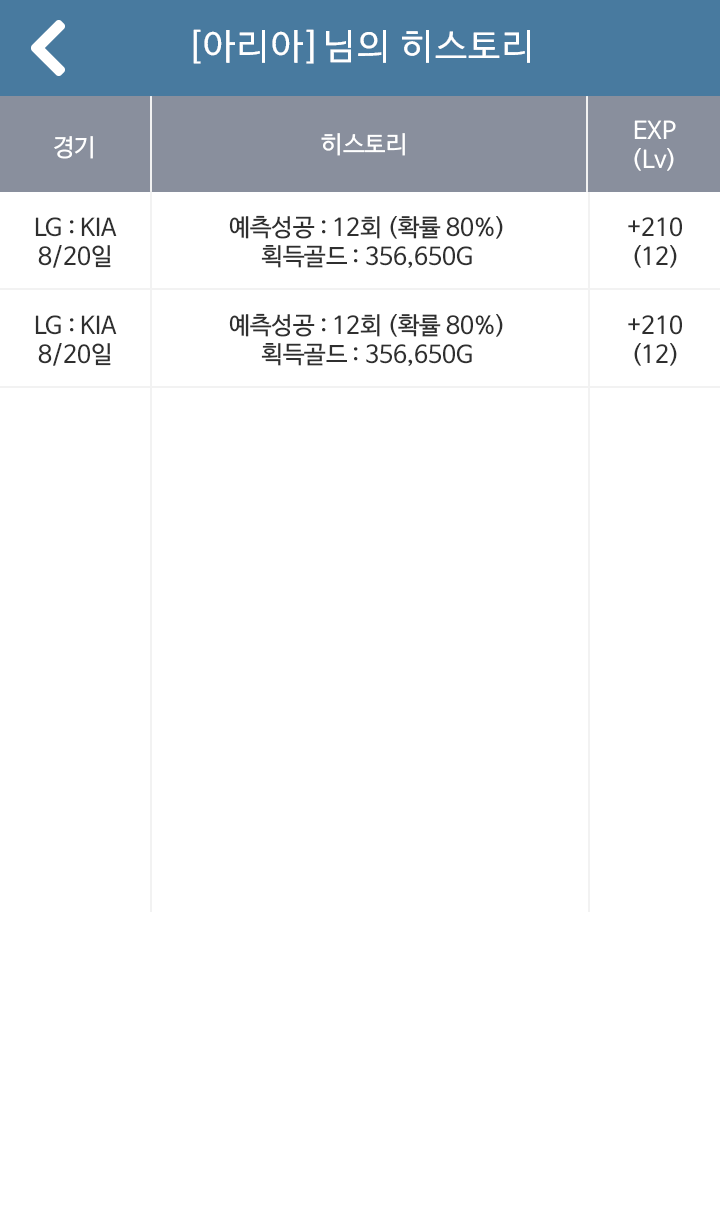 [아리아]님의 히스토리
경기
히스토리
EXP
(Lv)
LG : KIA
8/20일
예측성공 : 12회 (확률 80%)
획득골드 : 356,650G
+210
(12)
LG : KIA
8/20일
예측성공 : 12회 (확률 80%)
획득골드 : 356,650G
+210
(12)